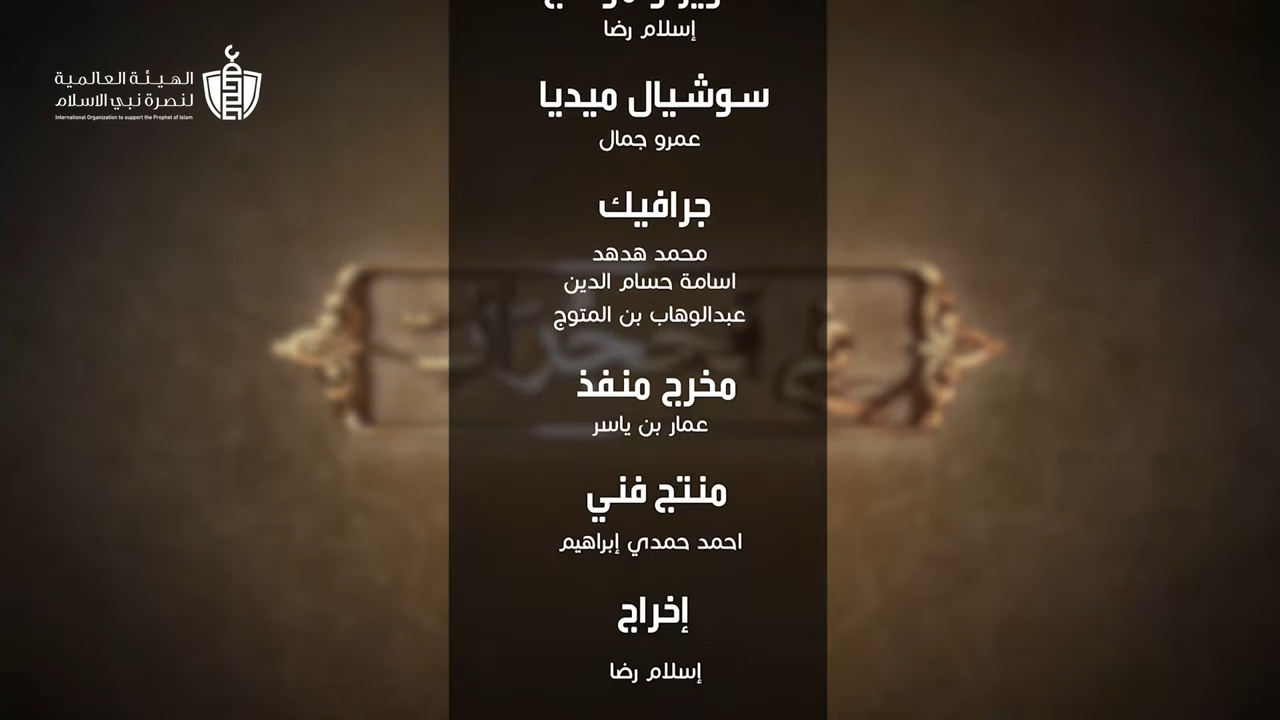 إسلام رضا
الهيئة العالمية
لنصرة نبي الاسلام
International Organization to support the Prophet of Islam
سوشيال ميديا
عمرو جمال
جرافيك
محمد هدهد
اسامة حسام الدين
عبدالوهاب بن المتوج
مخرج منفذ
عمار بن ياسر
منتج فني
احمد حمدي إبراهيم
إخراج
إسلام رضا